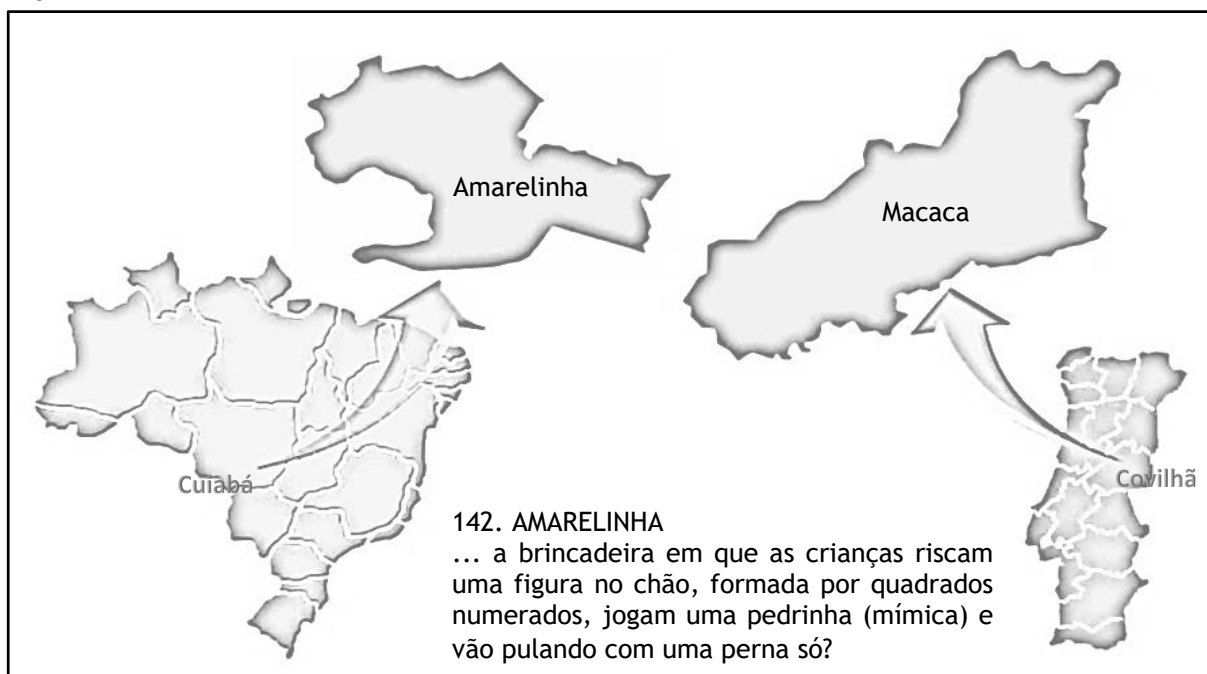 Amarelinha
Macaca
Cuiabá
Covilhã
142. AMARELINHA
... a brincadeira em que as crianças riscam
uma figura no chão, formada por quadrados
numerados, jogam uma pedrinha (mímica) e
vão pulando com uma perna só?